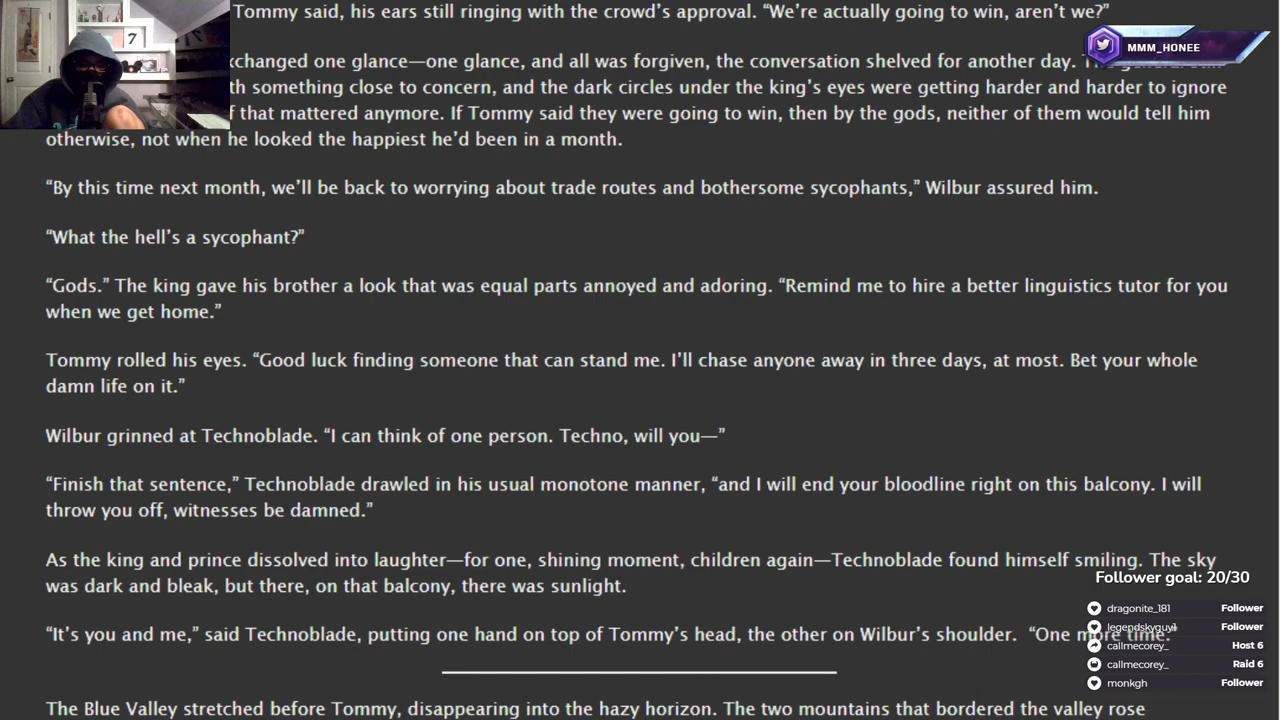 Tommy said, his ears still ringing with the crowd’s approval. “We’re actually going to win, aren’t we?”
7
MMM_HONEE
xchanged one glance—one glance, and all was forgiven, the conversation shelved for another day.
th something close to concern, and the dark circles under the king’s eyes were getting harder and harder to ignore
f that mattered anymore. If Tommy said they were going to win, then by the gods, neither of them would tell him
otherwise, not when he looked the happiest he’d been in a month.
“By this time next month, we’ll be back to worrying about trade routes and bothersome sycophants,” Wilbur assured him.
“What the hell’s a sycophant?”
“Gods.” The king gave his brother a look that was equal parts annoyed and adoring. “Remind me to hire a better linguistics tutor for you
when we get home.”
Tommy rolled his eyes. “Good luck finding someone that can stand me. I’ll chase anyone away in three days, at most. Bet your whole
damn life on it.”
Wilbur grinned at Technoblade. “I can think of one person. Techno, will you—”
“Finish that sentence,” Technoblade drawled in his usual monotone manner, “and I will end your bloodline right on this balcony. I will
throw you off, witnesses be damned.”
As the king and prince dissolved into laughter—for one, shining moment, children again—Technoblade found himself smiling. The sky
was dark and bleak, but there, on that balcony, there was sunlight.
“It’s you and me,” said Technoblade, putting one hand on top of Tommy’s head, the other on Wilbur’s shoulder. “One more time.”
The Blue Valley stretched before Tommy, disappearing into the hazy horizon. The two mountains that bordered the valley rose
Follower goal: 20/30
dragonite_181 Follower
legendskyguy1 Follower
callmecorey_ Host 6
callmecorey_ Raid 6
monkgh Follower